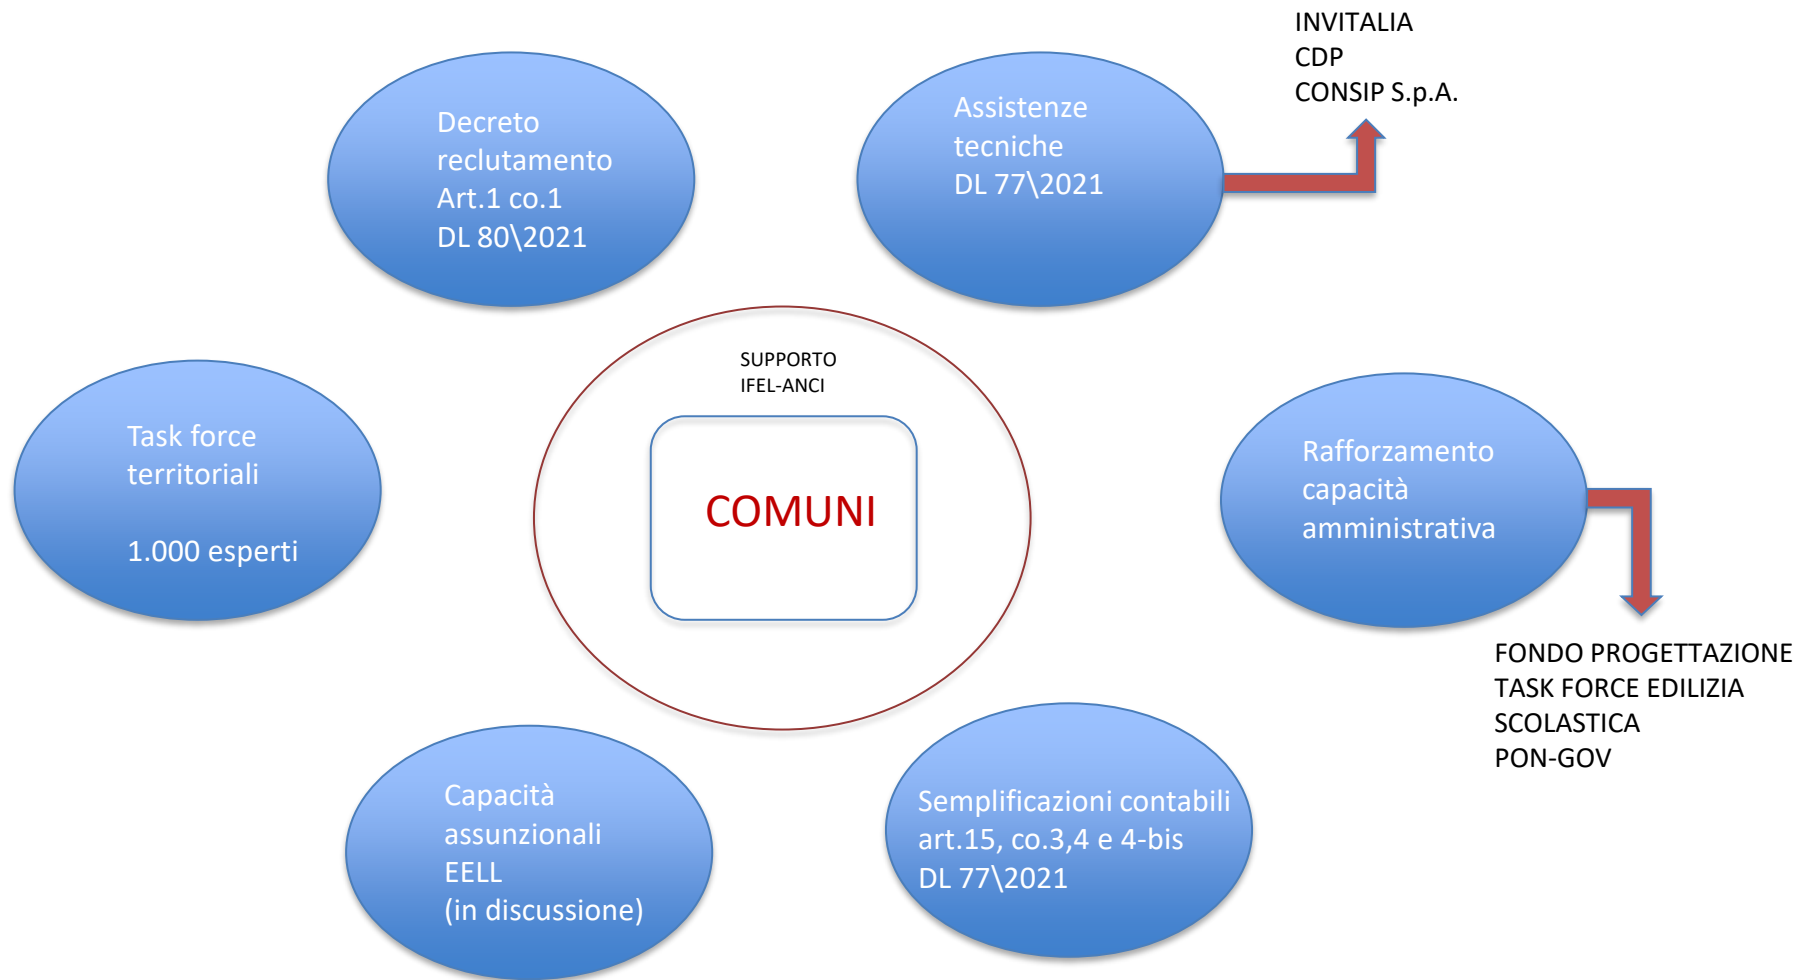 INVITALIA
CDP
CONSIP S.p.A.
Decreto
reclutamento
Art.1 co.1
DL 80\2021
Assistenze
tecniche
DL 77\2021
SUPPORTO
IFEL-ANCI
COMUNI
Task force
territoriali
1.000 esperti
Rafforzamento
capacità
amministrativa
FONDO PROGETTAZIONE
TASK FORCE EDILIZIA
SCOLASTICA
PON-GOV
Capacità
assunzionali
EELL
(in discussione)
Semplificazioni contabili
art.15, co.3,4 e 4-bis
DL 77\2021